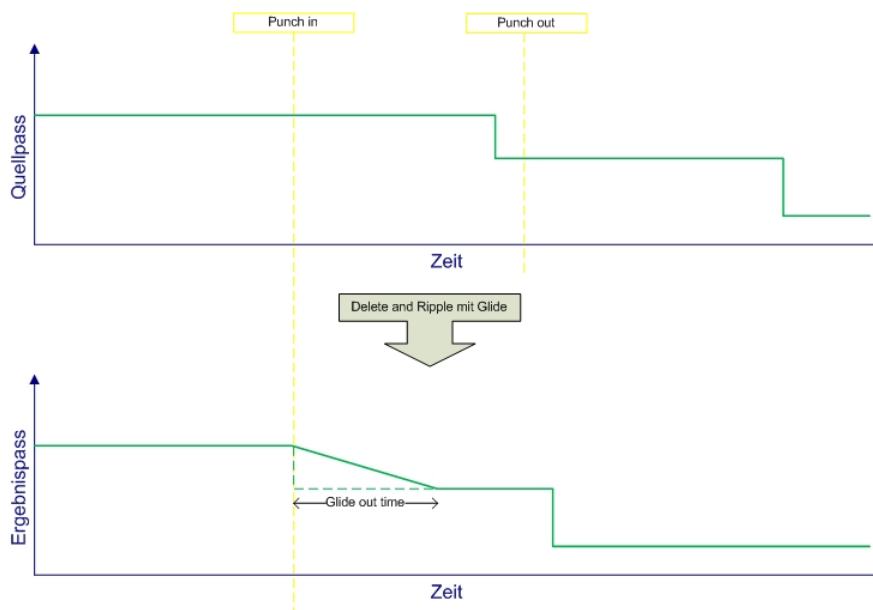 Punch in
Punch out
Quellpass
Zeit
Delete and Ripple mit Glide
Ergebnispass
Glide out time
Zeit